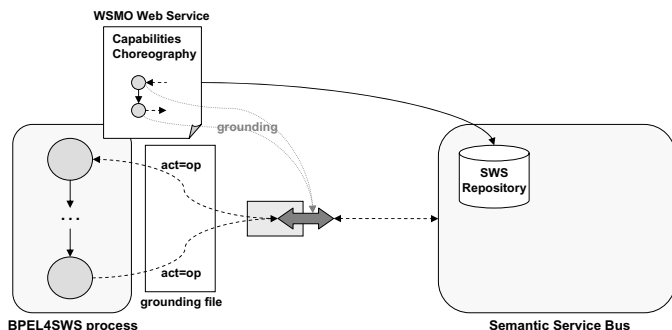 WSMO Web Service
Capabilities
Choreography
grounding
act=op
SWS
Repository
...
act=op
grounding file
BPEL4SWS process
Semantic Service Bus